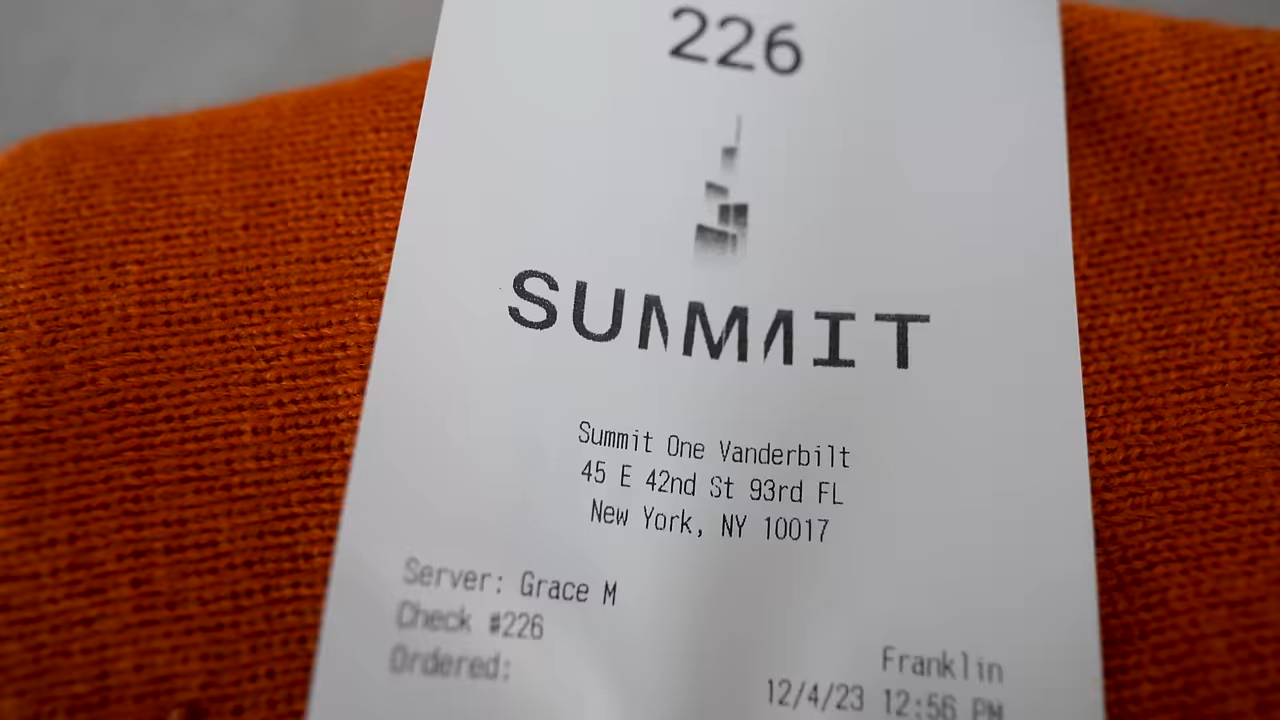 226
SUMMIT
Summit One Vanderbilt
45 E 42nd St 93rd FL
New York, NY 10017
Server: Grace M
Check #226
Franklin
Ordered:
12/4/23 12:56 PM